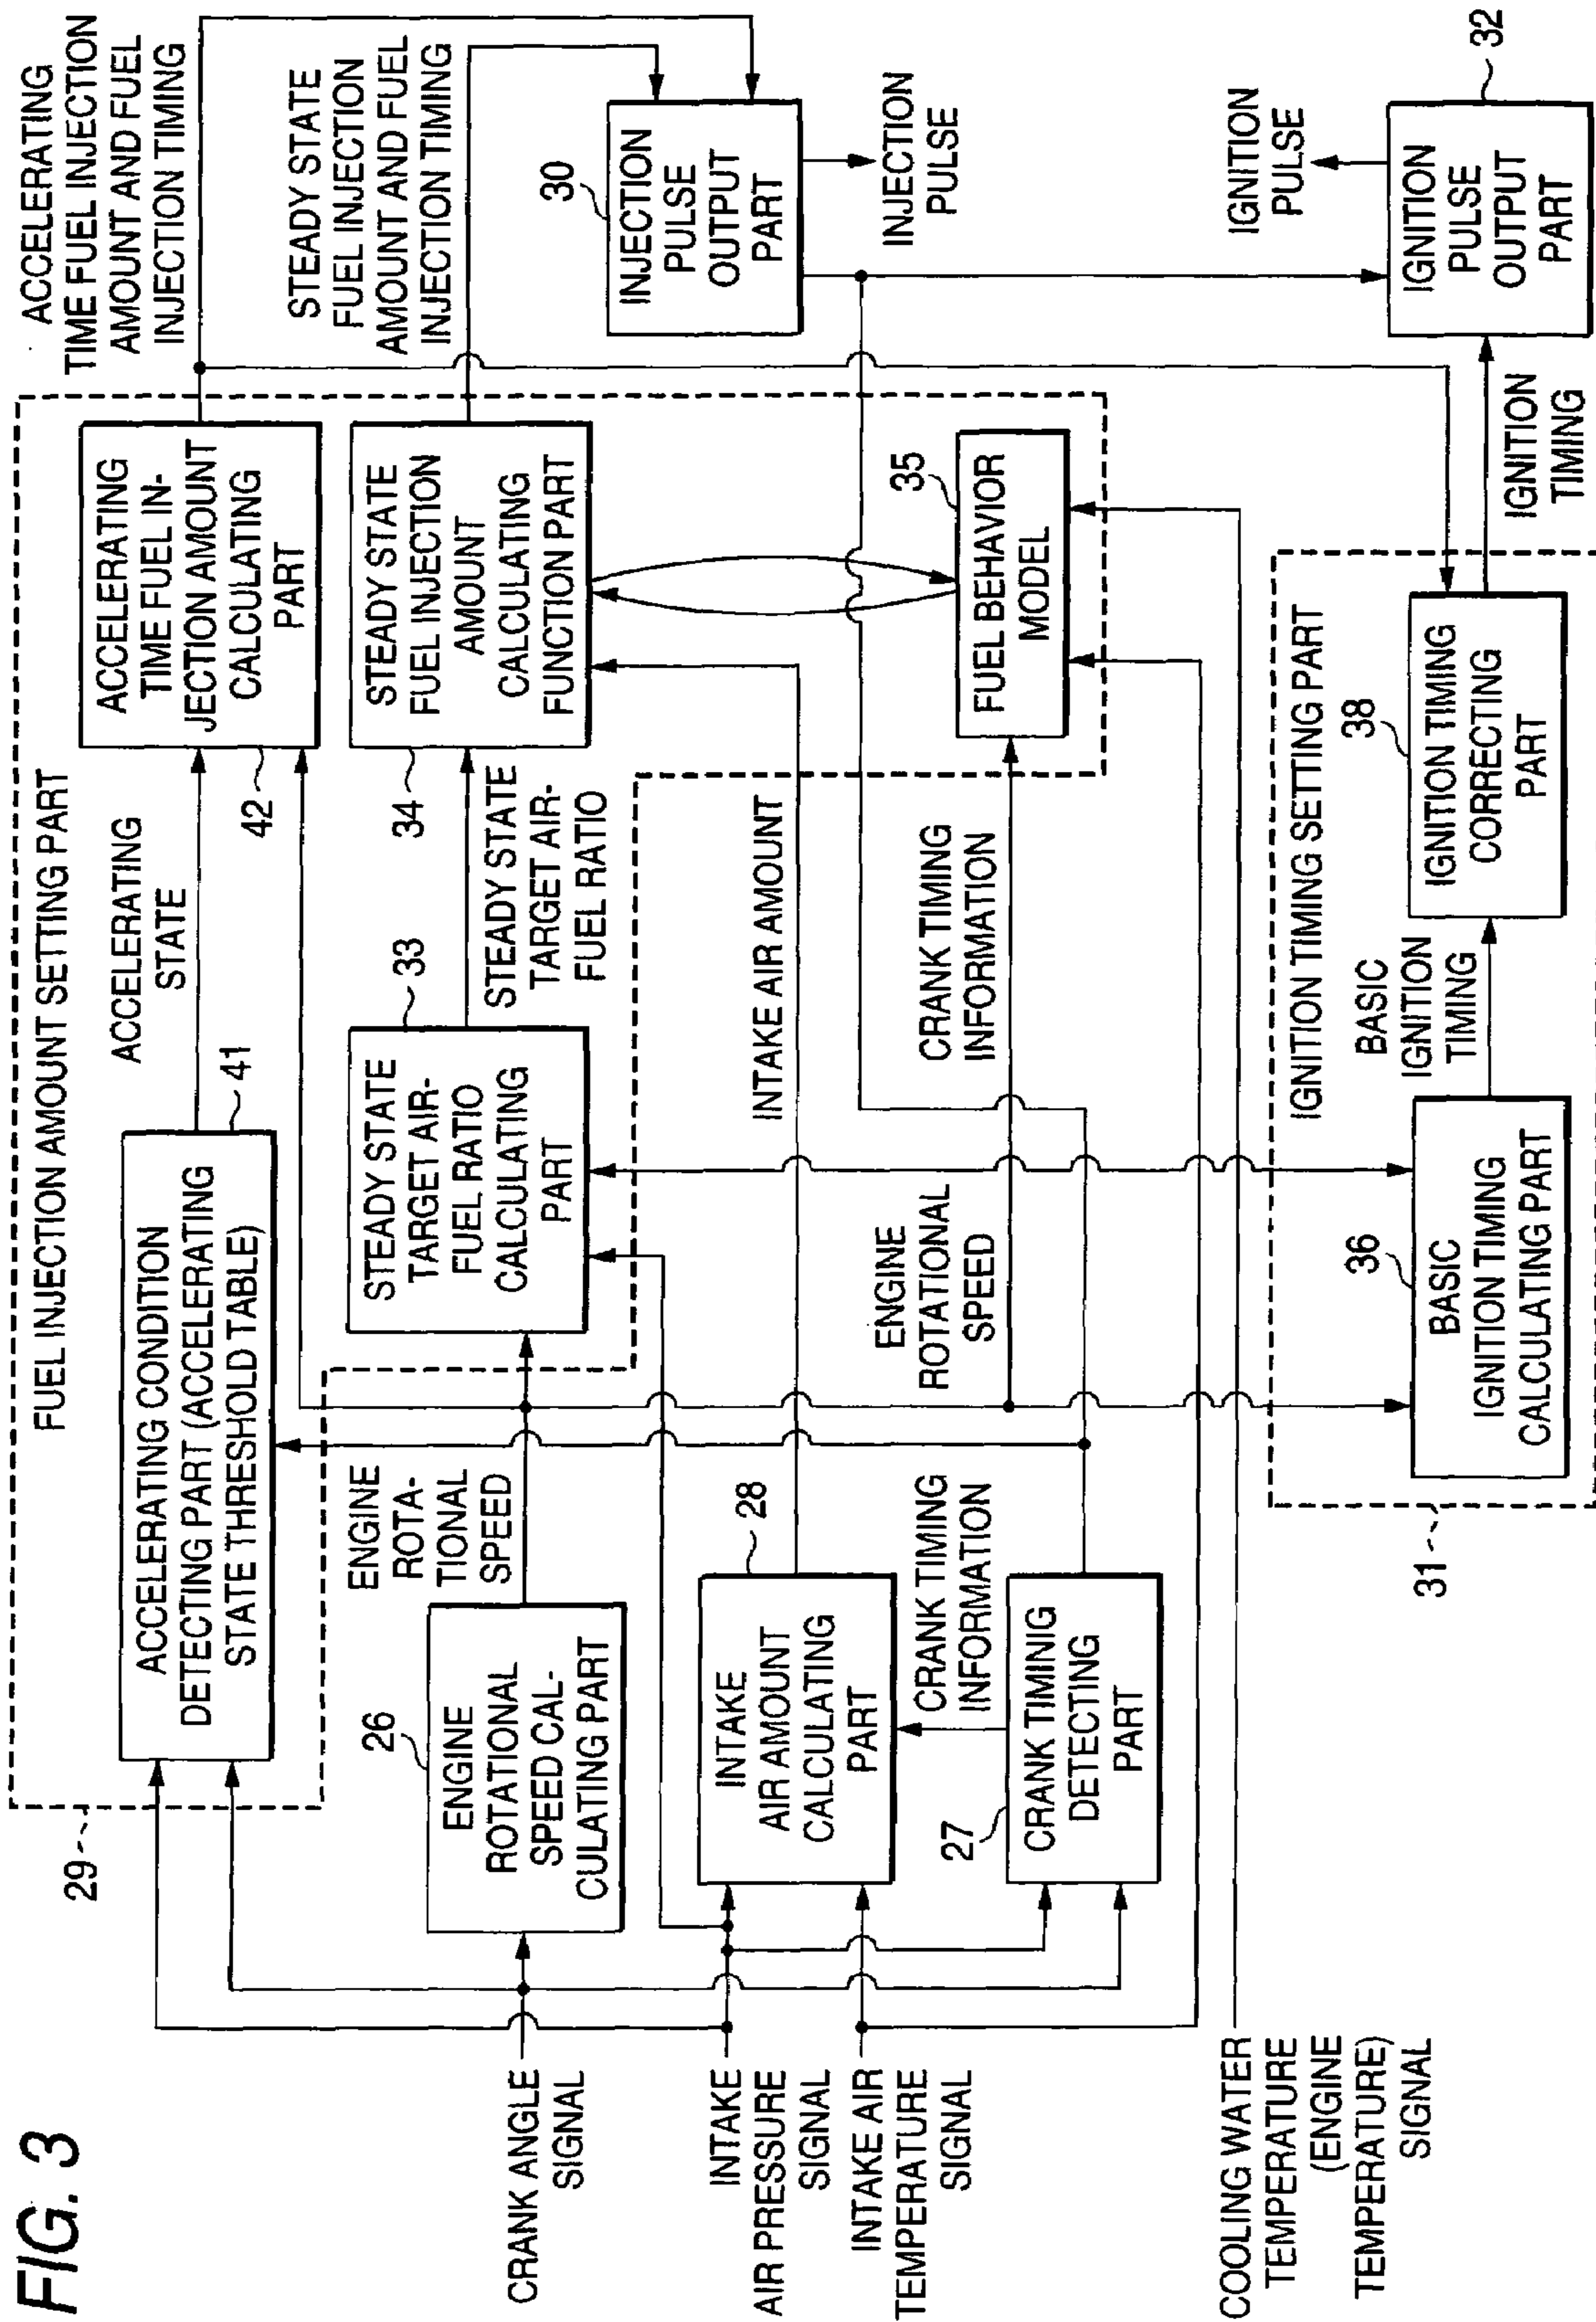 FIG. 3
FUEL INJECTION AMOUNT SETTING PART
29
ACCELERATING CONDITION
DETECTING PART (ACCELERATING
STATE THRESHOLD TABLE)
41
ACCELERATING
STATE
ACCELERATING
TIME FUEL IN-
JECTION AMOUNT
CALCULATING
PART
42
ACCELERATING
TIME FUEL INJECTION
AMOUNT AND FUEL
INJECTION TIMING
CRANK ANGLE
SIGNAL
26
ENGINE
ROTATIONAL
SPEED CAL-
CULATING PART
ENGINE
ROTA-
TIONAL
SPEED
STEADY STATE
TARGET AIR-
FUEL RATIO
CALCULATING
PART
33
STEADY STATE
TARGET AIR-
FUEL RATIO
34
STEADY STATE
FUEL INJECTION
AMOUNT
CALCULATING
FUNCTION PART
STEADY STATE
FUEL INJECTION
AMOUNT AND FUEL
INJECTION TIMING
30
INJECTION
PULSE
OUTPUT
PART
INJECTION
PULSE
INTAKE
AIR PRESSURE
SIGNAL
INTAKE AIR
TEMPERATURE
SIGNAL
INTAKE
AIR AMOUNT
CALCULATING
PART
28
INTAKE AIR AMOUNT
CRANK TIMING
INFORMATION
27
CRANK TIMINIG
DETECTING
PART
ENGINE
ROTATIONAL
SPEED
CRANK TIMING
INFORMATION
35
FUEL BEHAVIOR
MODEL
COOLING WATER
TEMPERATURE
(ENGINE
TEMPERATURE)
SIGNAL
31
IGNITION TIMING SETTING PART
36
BASIC
IGNITION TIMING
CALCULATING PART
BASIC
IGNITION
TIMING
38
IGNITION TIMING
CORRECTING
PART
IGNITION
TIMING
IGNITION
PULSE
IGNITION
PULSE
OUTPUT
PART
32